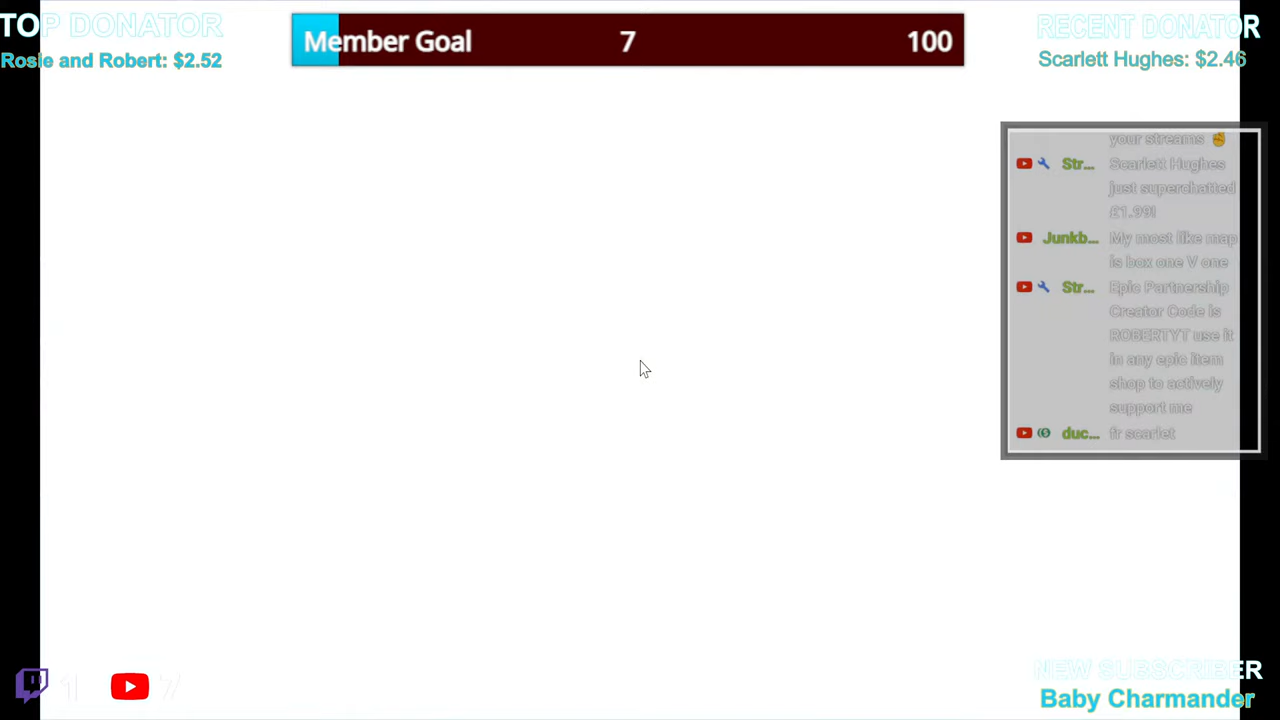 TOP DONATOR
Rosie and Robert: $2.52
Member Goal 7 100
RECENT DONATOR
Scarlett Hughes: $2.46
your streams ✊
Str... Scarlett Hughes
just superchatted
£1.99!
Junkb... My most like map
is box one V one
Str... Epic Partnership
Creator Code is
ROBERTYT use it
in any epic item
shop to actively
support me
duc... fr scarlet
1 7
NEW SUBSCRIBER
Baby Charmander